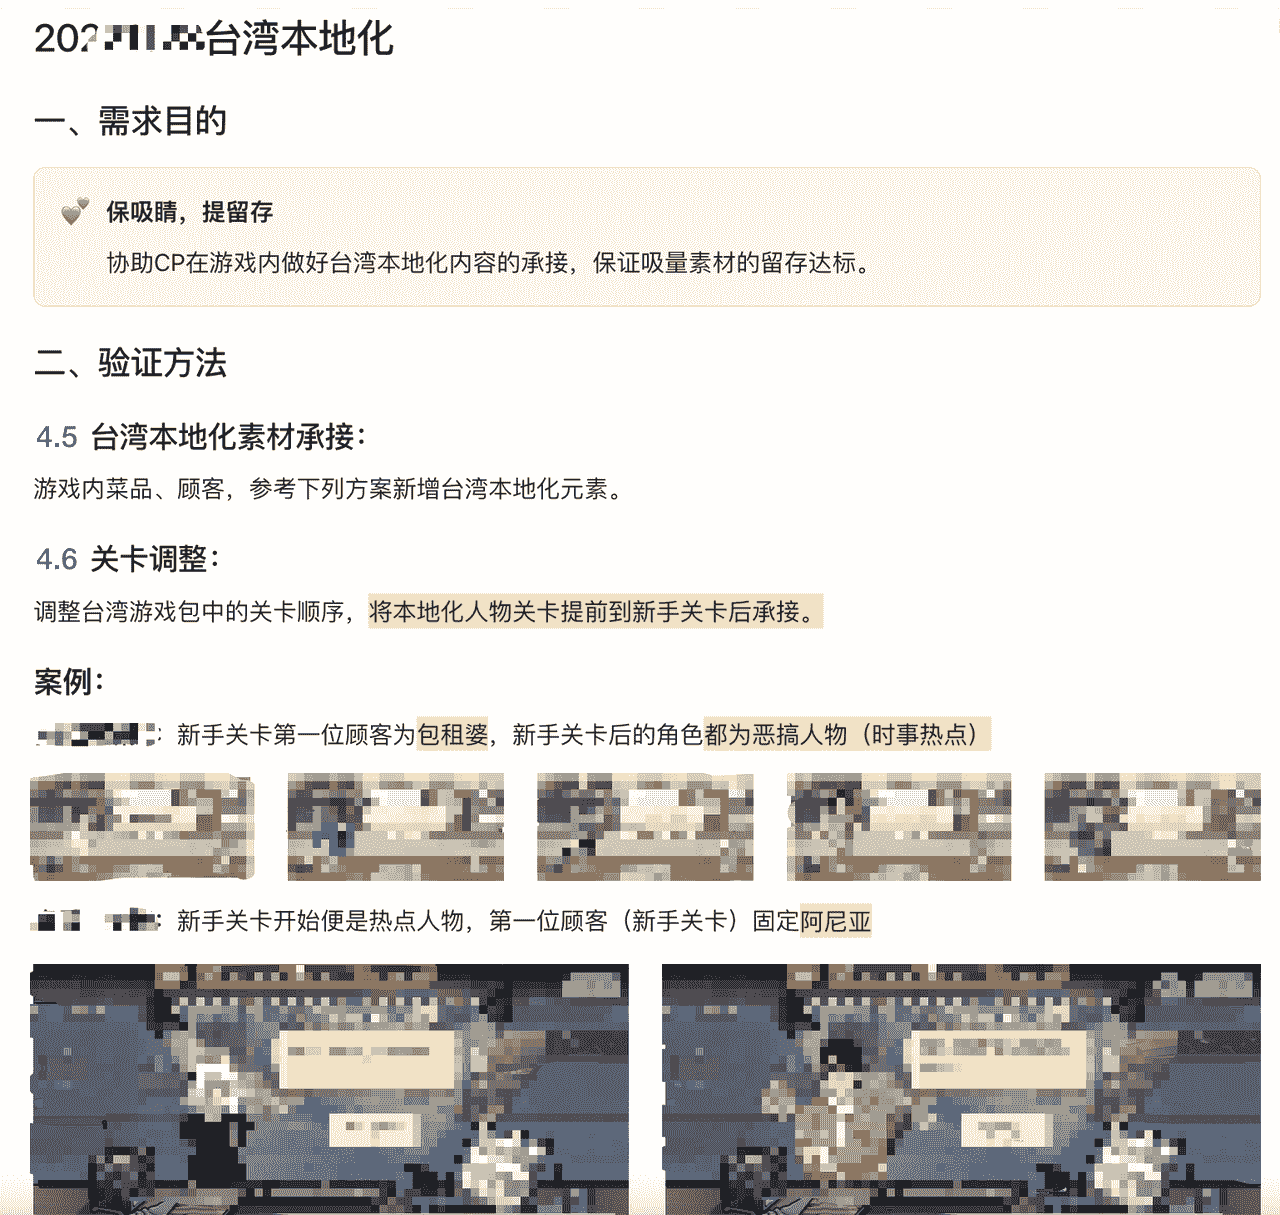 202 台湾本地化
一、需求目的
保吸睛，提留存
协助CP在游戏内做好台湾本地化内容的承接，保证吸量素材的留存达标。
二、验证方法
4.5 台湾本地化素材承接：
游戏内菜品、顾客，参考下列方案新增台湾本地化元素。
4.6 关卡调整：
调整台湾游戏包中的关卡顺序，将本地化人物关卡提前到新手关卡后承接。
案例：
：新手关卡第一位顾客为包租婆，新手关卡后的角色都为恶搞人物（时事热点）
：新手关卡开始便是热点人物，第一位顾客（新手关卡）固定阿尼亚